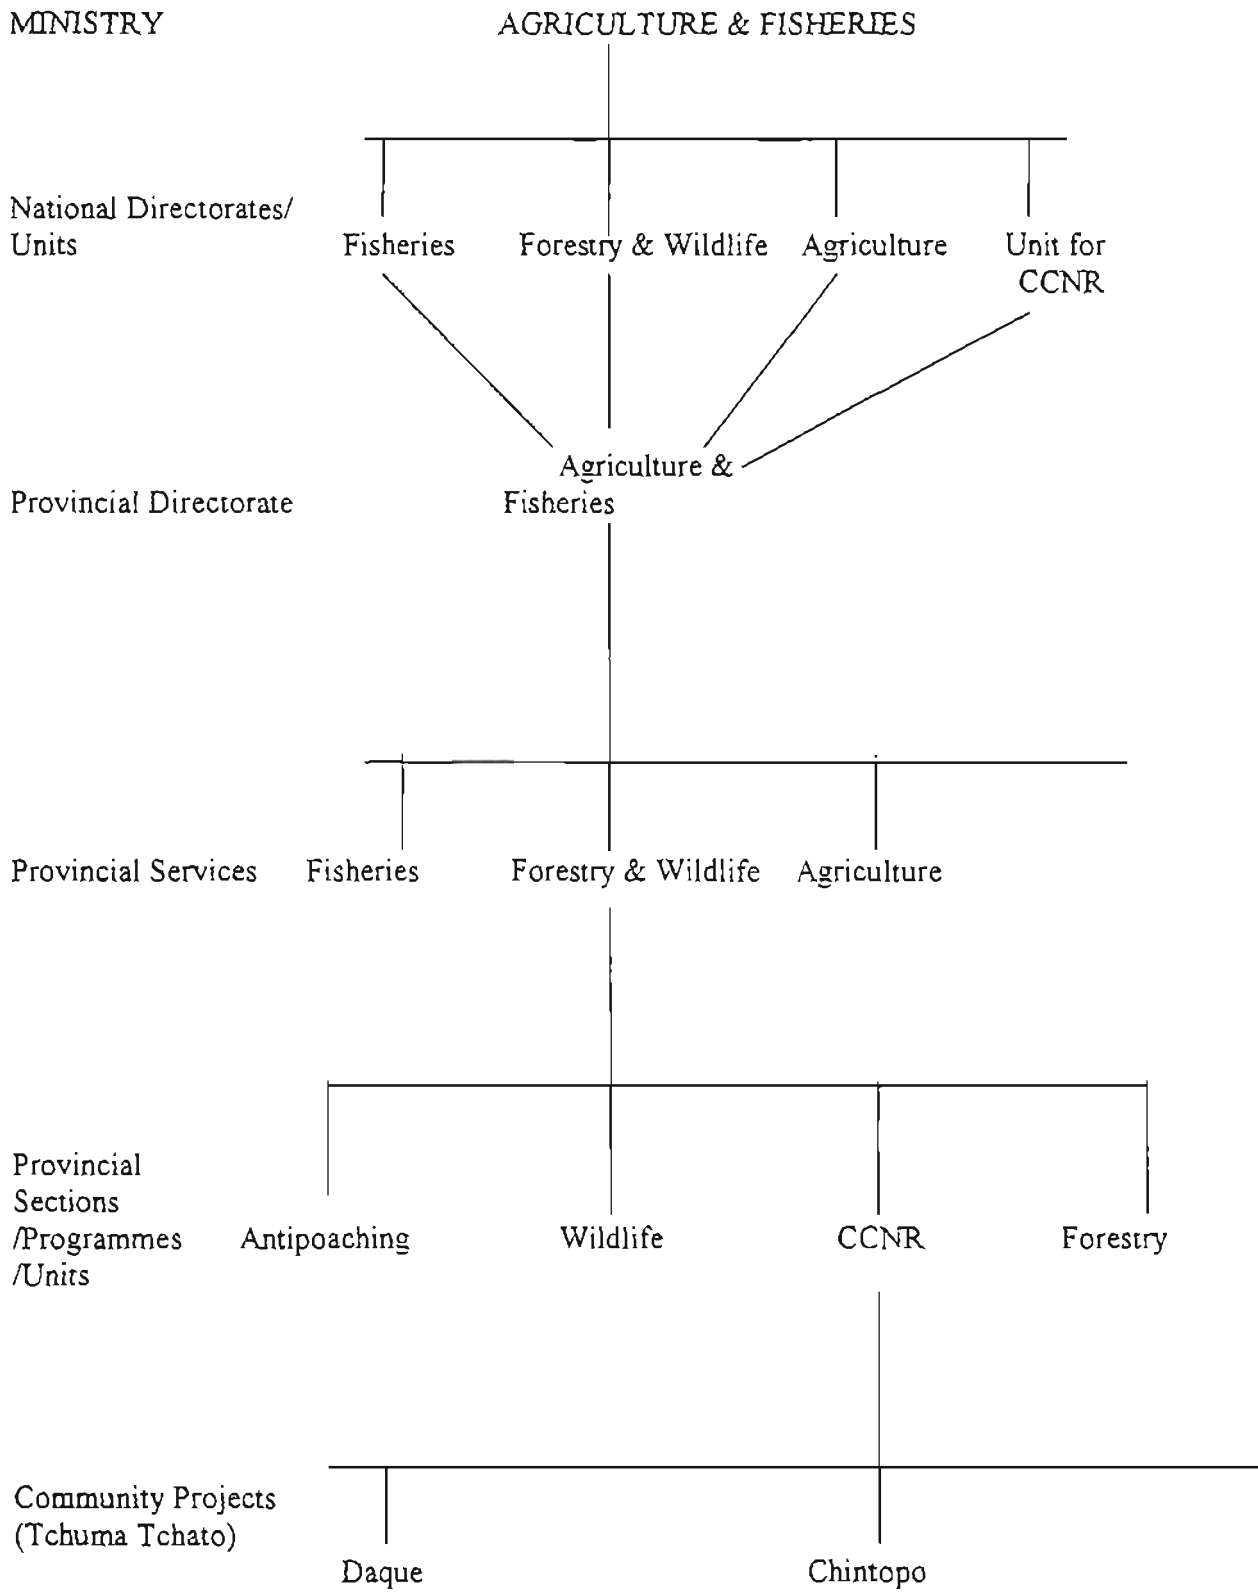 MINISTRY AGRICULTURE & FISHERIES
National Directorates/
Units Fisheries Forestry & Wildlife Agriculture Unit for
CCNR
Agriculture &
Provincial Directorate Fisheries
Provincial Services Fisheries Forestry & Wildlife Agriculture
Provincial
Sections
/Programmes Antipoaching Wildlife CCNR Forestry
/Units
Community Projects
(Tchuma Tchato)
Daque Chintopo